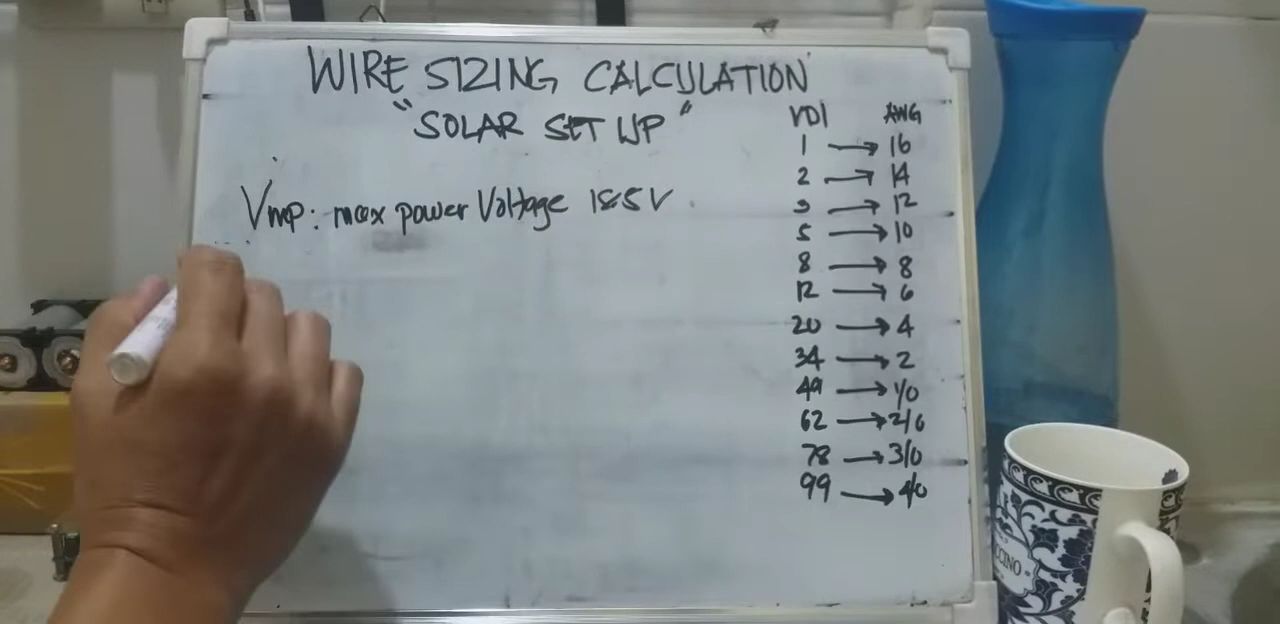 WIRE SIZING CALCULATION
"SOLAR SET UP"
Vmp: max power Voltage 18.5V
VDI AWG
1 → 16
2 → 14
3 → 12
5 → 10
8 → 8
12 → 6
20 → 4
34 → 2
49 → 1/0
62 → 2/0
78 → 3/0
99 → 4/0
CCINO